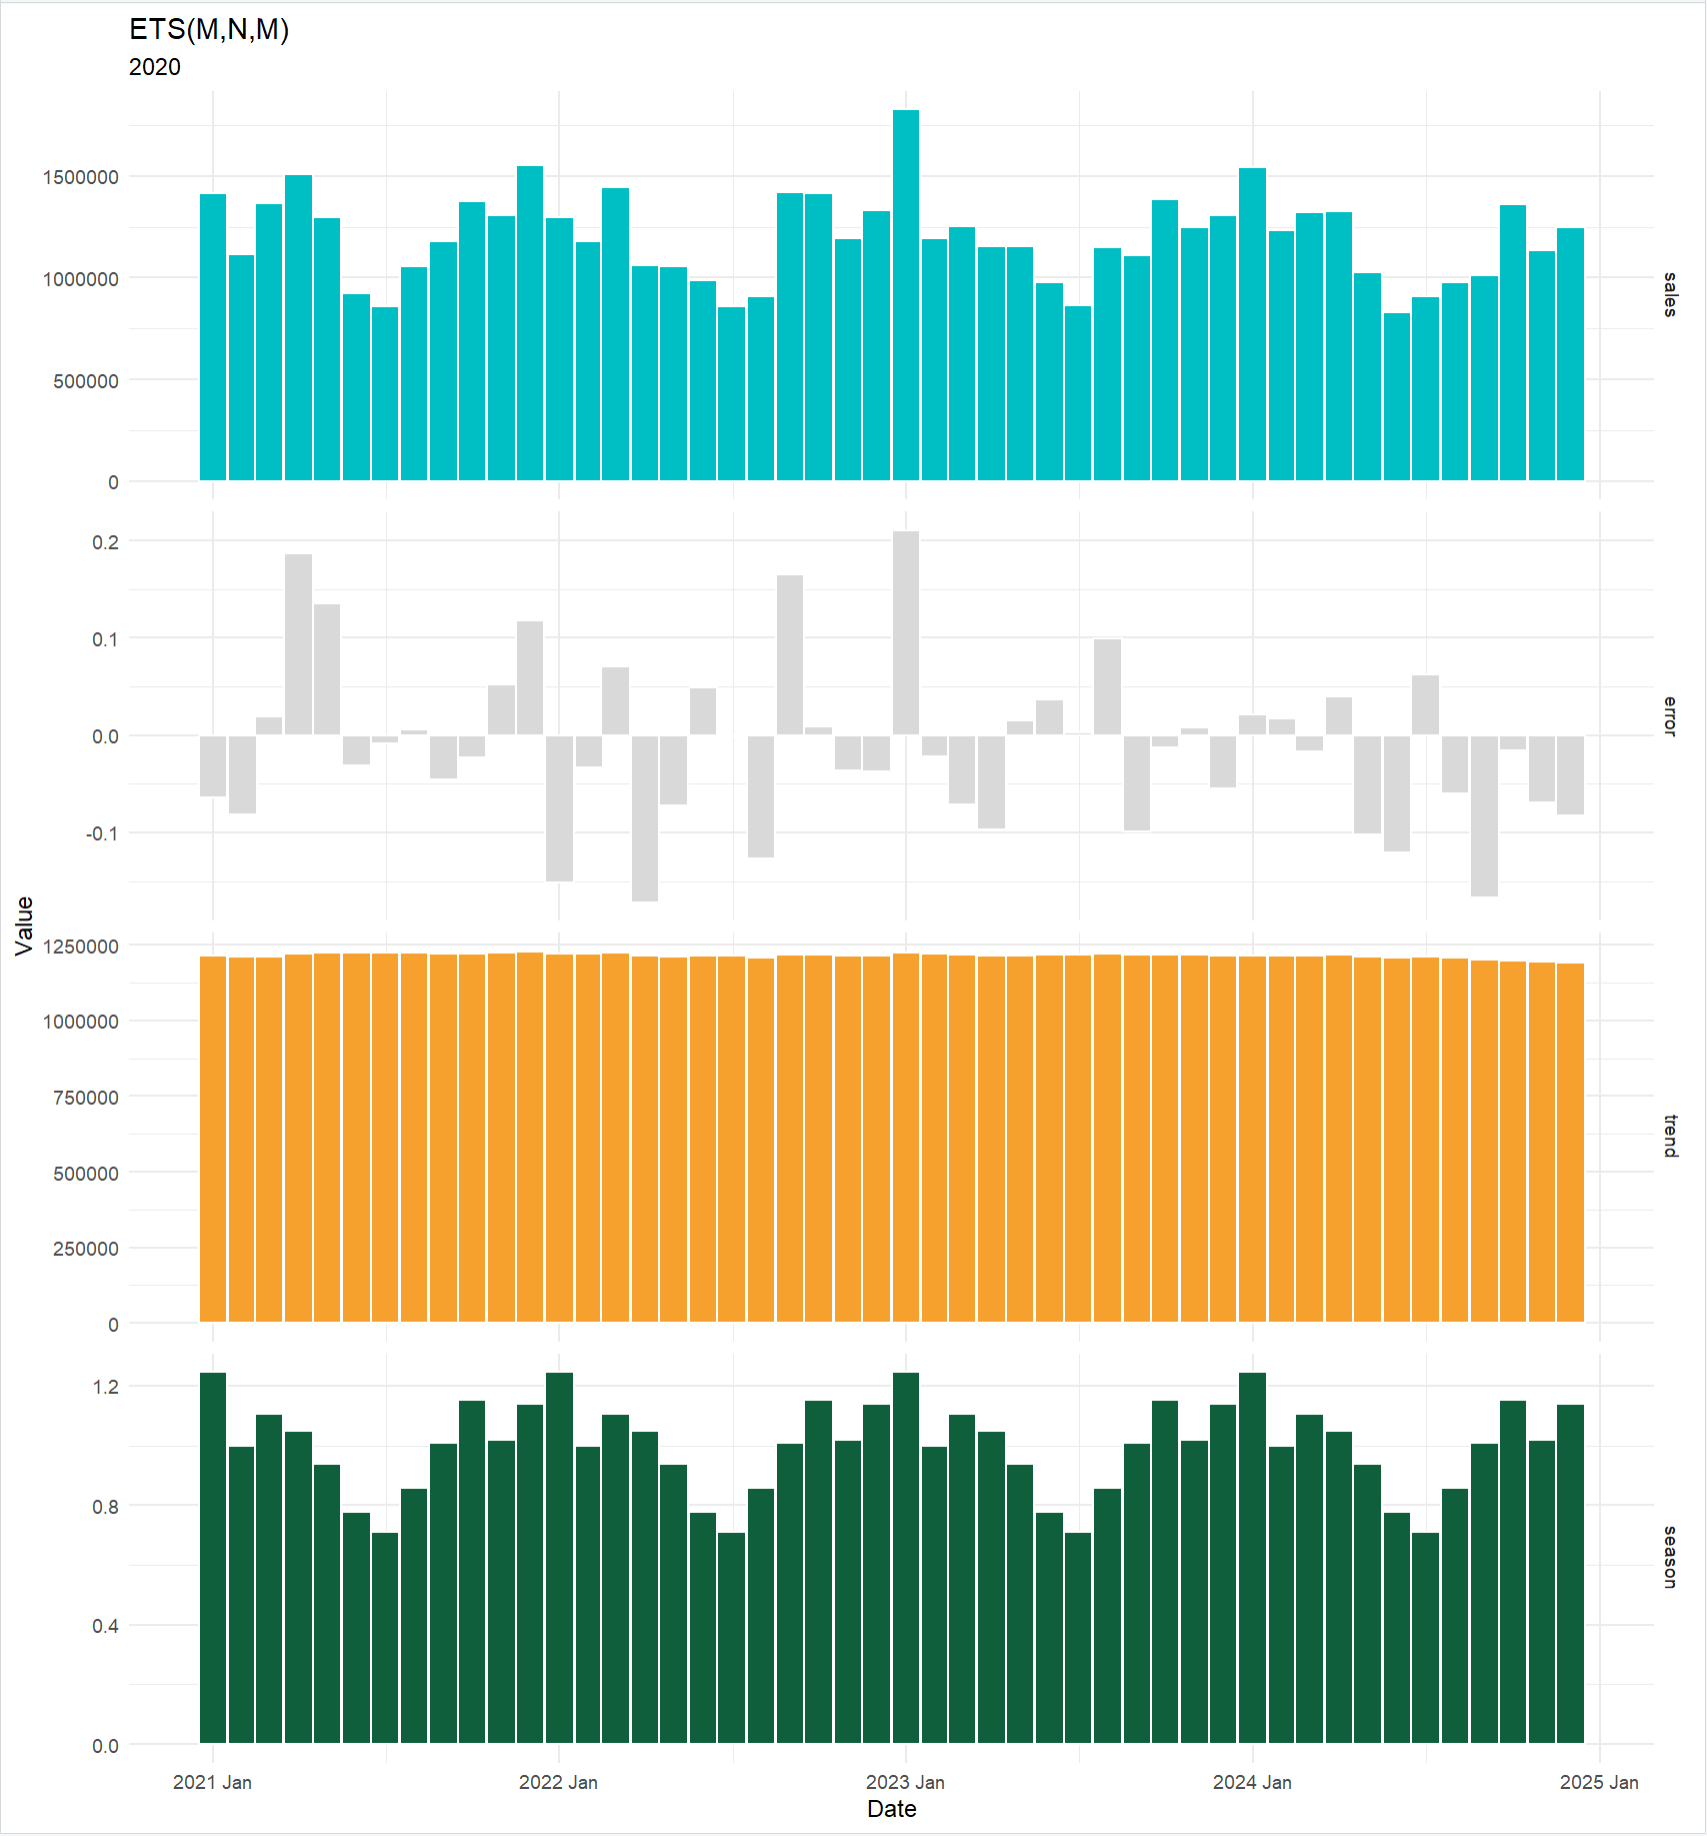 ETS(M,N,M)
2020
1500000
1000000
500000
0
sales
0.2
0.1
0.0
-0.1
error
Value
1250000
1000000
750000
500000
250000
0
trend
1.2
0.8
0.4
0.0
season
2021 Jan
2022 Jan
2023 Jan
2024 Jan
2025 Jan
Date